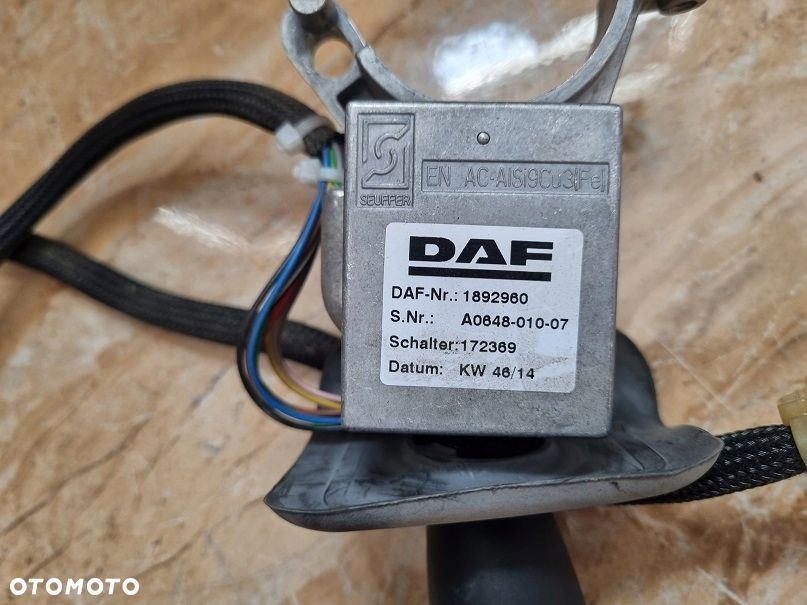 SEUFFER
EN AC-AlSi9Cu3(Fe)
DAF
DAF-Nr.: 1892960
S.Nr.: A0648-010-07
Schalter: 172369
Datum: KW 46/14
OTOMOTO